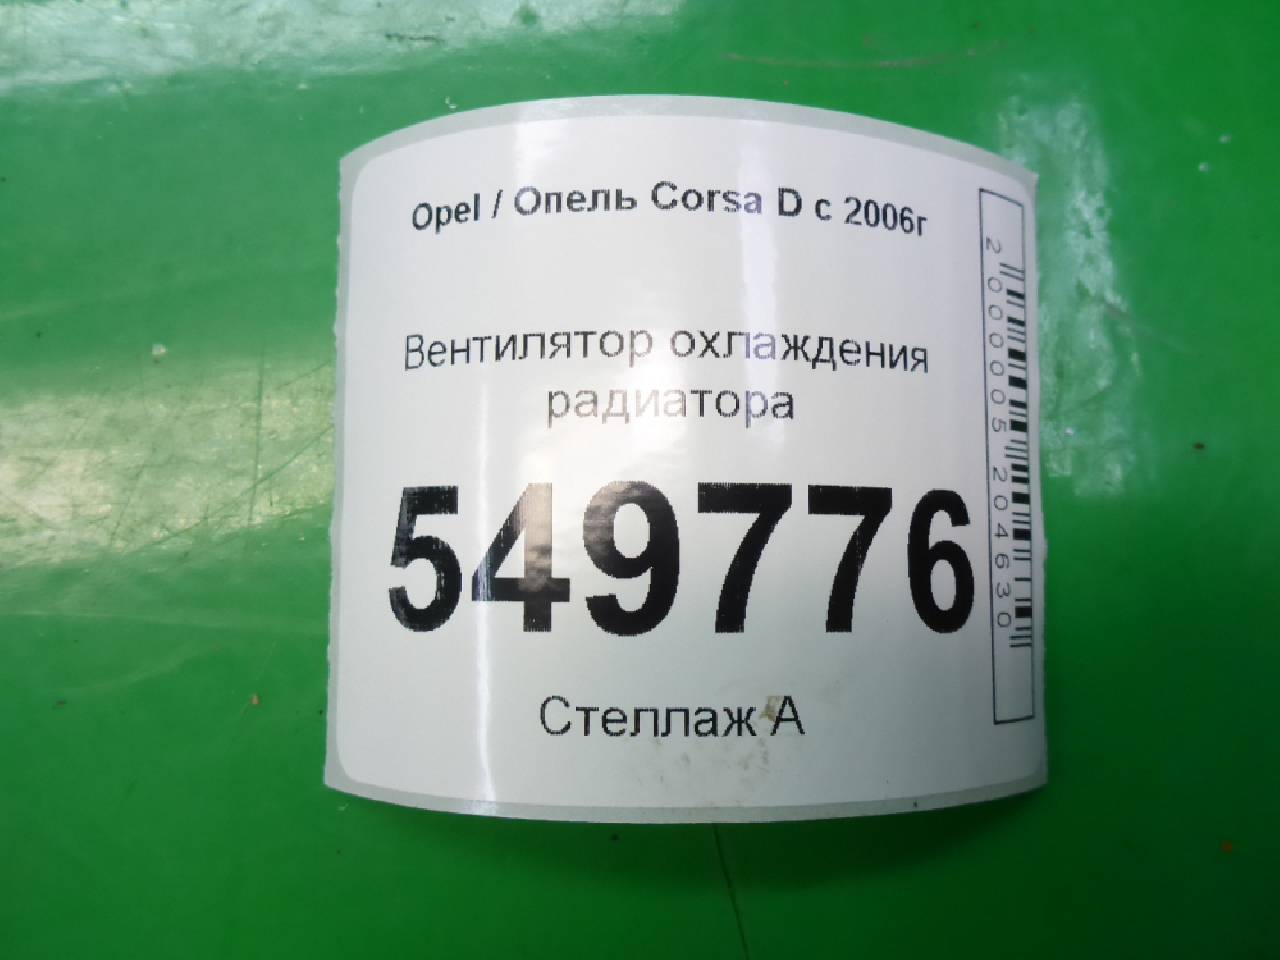 Opel / Опель Corsa D с 2006г
Вентилятор охлаждения
радиатора
549776
Стеллаж А
2000005204630